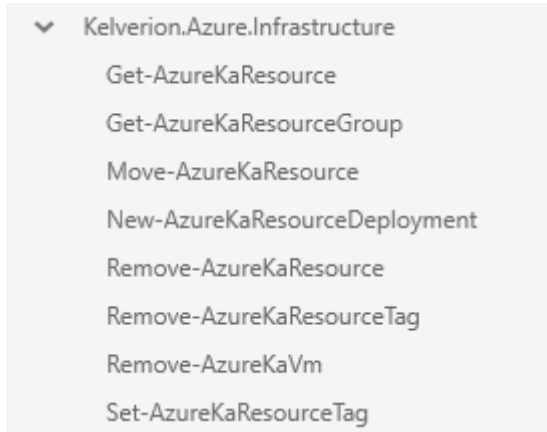 Kelverion.Azure.Infrastructure
Get-AzureKaResource
Get-AzureKaResourceGroup
Move-AzureKaResource
New-AzureKaResourceDeployment
Remove-AzureKaResource
Remove-AzureKaResourceTag
Remove-AzureKaVm
Set-AzureKaResourceTag